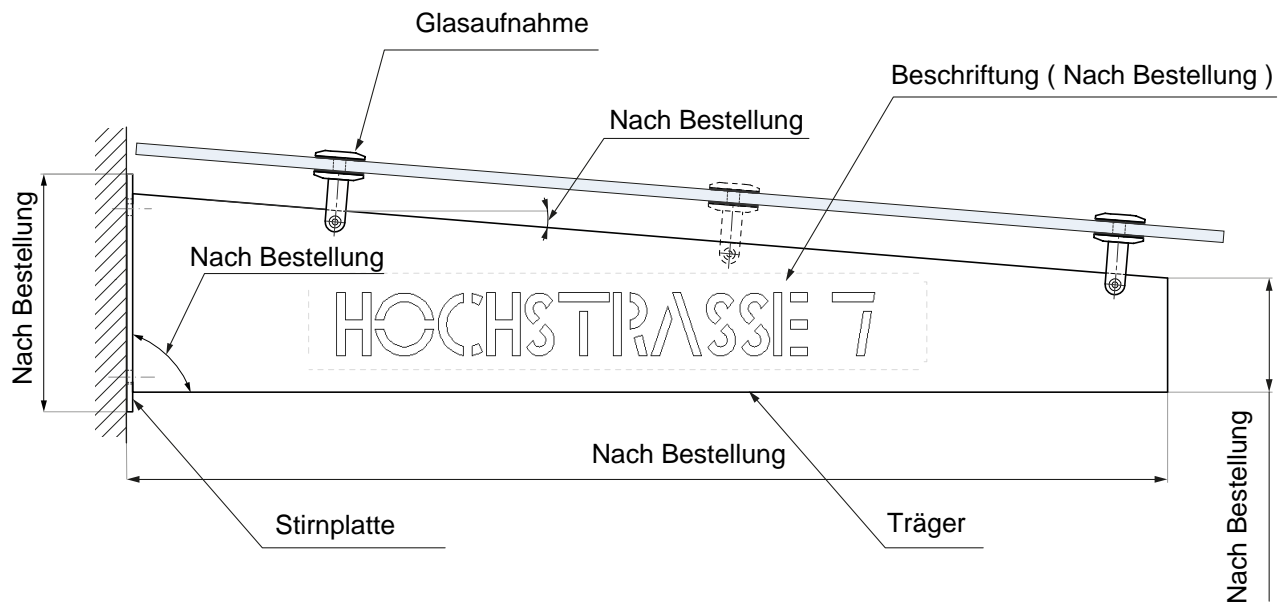 Glasaufnahme
Beschriftung ( Nach Bestellung )
Nach Bestellung
Nach Bestellung
Nach Bestellung
HOCHSTRASSE 7
Nach Bestellung
Nach Bestellung
Stirnplatte
Träger